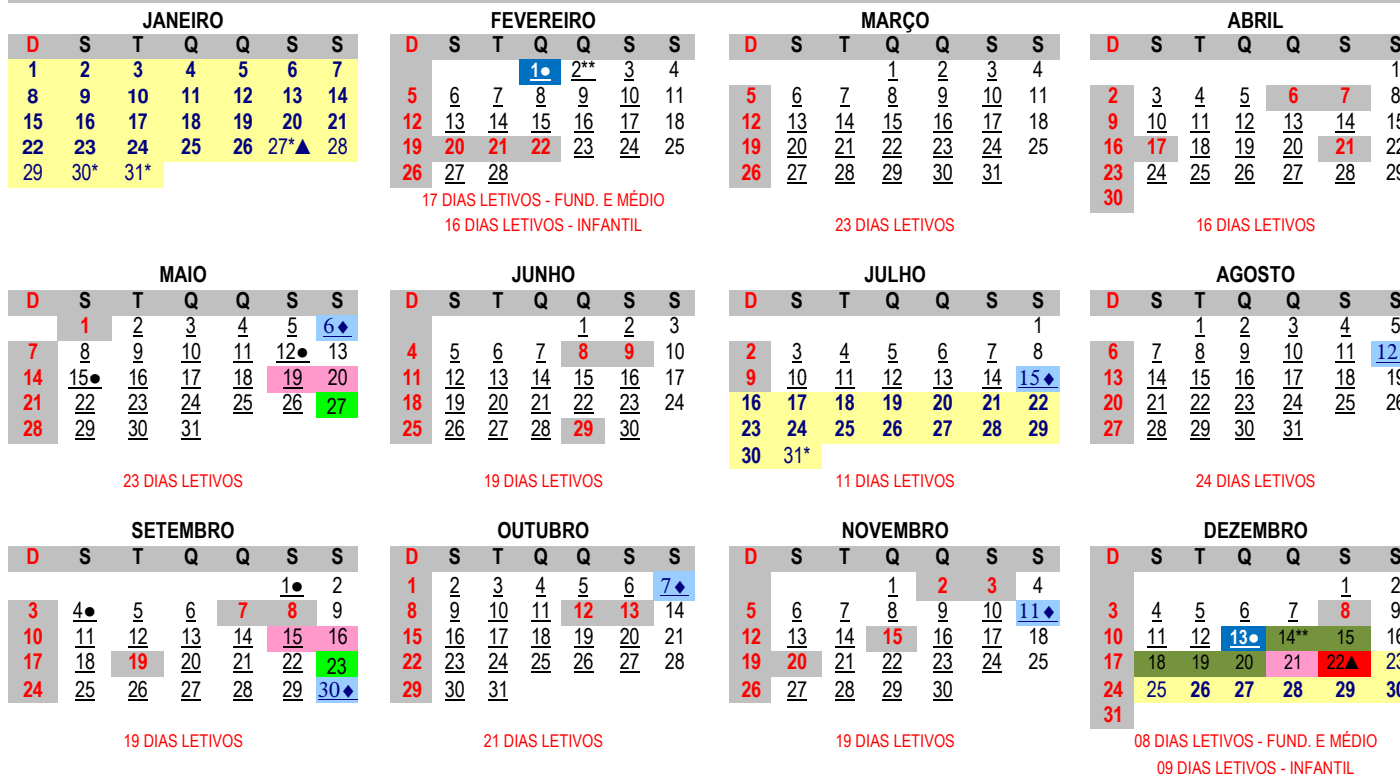 JANEIRO FEVEREIRO MARÇO ABRIL
D S T Q Q S S D S T Q Q S S D S T Q Q S S D S T Q Q S S
1 2 3 4 5 6 7 1● 2** 3 4 1 2 3 4 1
8 9 10 11 12 13 14 5 6 7 8 9 10 11 5 6 7 8 9 10 11 2 3 4 5 6 7 8
15 16 17 18 19 20 21 12 13 14 15 16 17 18 12 13 14 15 16 17 18 9 10 11 12 13 14 15
22 23 24 25 26 27*▲ 28 19 20 21 22 23 24 25 19 20 21 22 23 24 25 16 17 18 19 20 21 22
29 30* 31* 26 27 28 26 27 28 29 30 31 23 24 25 26 27 28 29
30
17 DIAS LETIVOS - FUND. E MÉDIO
16 DIAS LETIVOS - INFANTIL 23 DIAS LETIVOS 16 DIAS LETIVOS
MAIO JUNHO JULHO AGOSTO
D S T Q Q S S D S T Q Q S S D S T Q Q S S D S T Q Q S S
1 2 3 4 5 6♦ 1 2 3 1 1 2 3 4 5
7 8 9 10 11 12● 13 4 5 6 7 8 9 10 2 3 4 5 6 7 8 6 7 8 9 10 11 12
14 15● 16 17 18 19 20 11 12 13 14 15 16 17 9 10 11 12 13 14 15♦ 13 14 15 16 17 18 19
21 22 23 24 25 26 27 18 19 20 21 22 23 24 16 17 18 19 20 21 22 20 21 22 23 24 25 26
28 29 30 31 25 26 27 28 29 30 23 24 25 26 27 28 29 27 28 29 30 31
30 31*
23 DIAS LETIVOS 19 DIAS LETIVOS 11 DIAS LETIVOS 24 DIAS LETIVOS
SETEMBRO OUTUBRO NOVEMBRO DEZEMBRO
D S T Q Q S S D S T Q Q S S D S T Q Q S S D S T Q Q S S
1● 2 1 2 3 4 5 6 7♦ 1 2 3 4 1 2
3 4● 5 6 7 8 9 8 9 10 11 12 13 14 5 6 7 8 9 10 11♦ 3 4 5 6 7 8 9
10 11 12 13 14 15 16 15 16 17 18 19 20 21 12 13 14 15 16 17 18 10 11 12 13● 14** 15 16
17 18 19 20 21 22 23 22 23 24 25 26 27 28 19 20 21 22 23 24 25 17 18 19 20 21 22▲ 23
24 25 26 27 28 29 30♦ 29 30 31 26 27 28 29 30 24 25 26 27 28 29 30
31
19 DIAS LETIVOS 21 DIAS LETIVOS 19 DIAS LETIVOS 08 DIAS LETIVOS - FUND. E MÉDIO
09 DIAS LETIVOS - INFANTIL